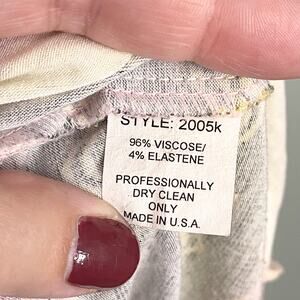 STYLE: 2005k
96% VISCOSE/
4% ELASTENE
PROFESSIONALLY
DRY CLEAN
ONLY
MADE IN U.S.A.